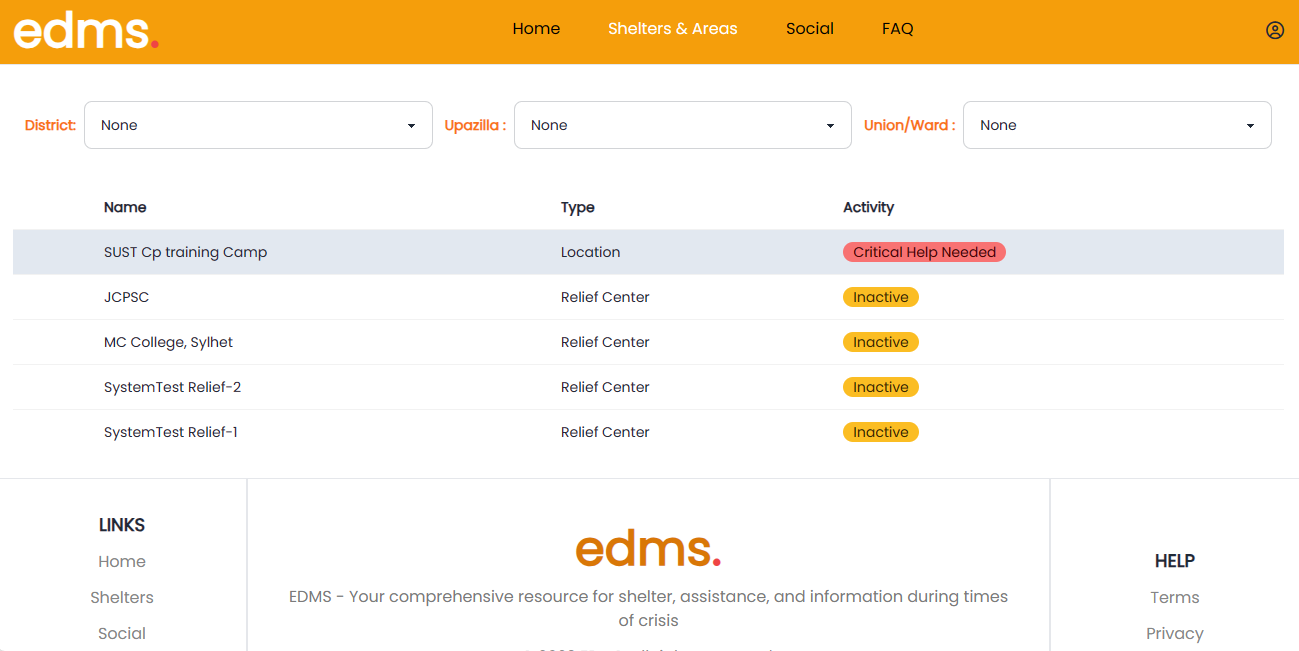 edms.
Home Shelters & Areas Social FAQ
District: None Upazilla : None Union/Ward : None
Name Type Activity
SUST Cp training Camp Location Critical Help Needed
JCPSC Relief Center Inactive
MC College, Sylhet Relief Center Inactive
SystemTest Relief-2 Relief Center Inactive
SystemTest Relief-1 Relief Center Inactive
LINKS
Home
Shelters
Social
edms.
EDMS - Your comprehensive resource for shelter, assistance, and information during times
of crisis
HELP
Terms
Privacy